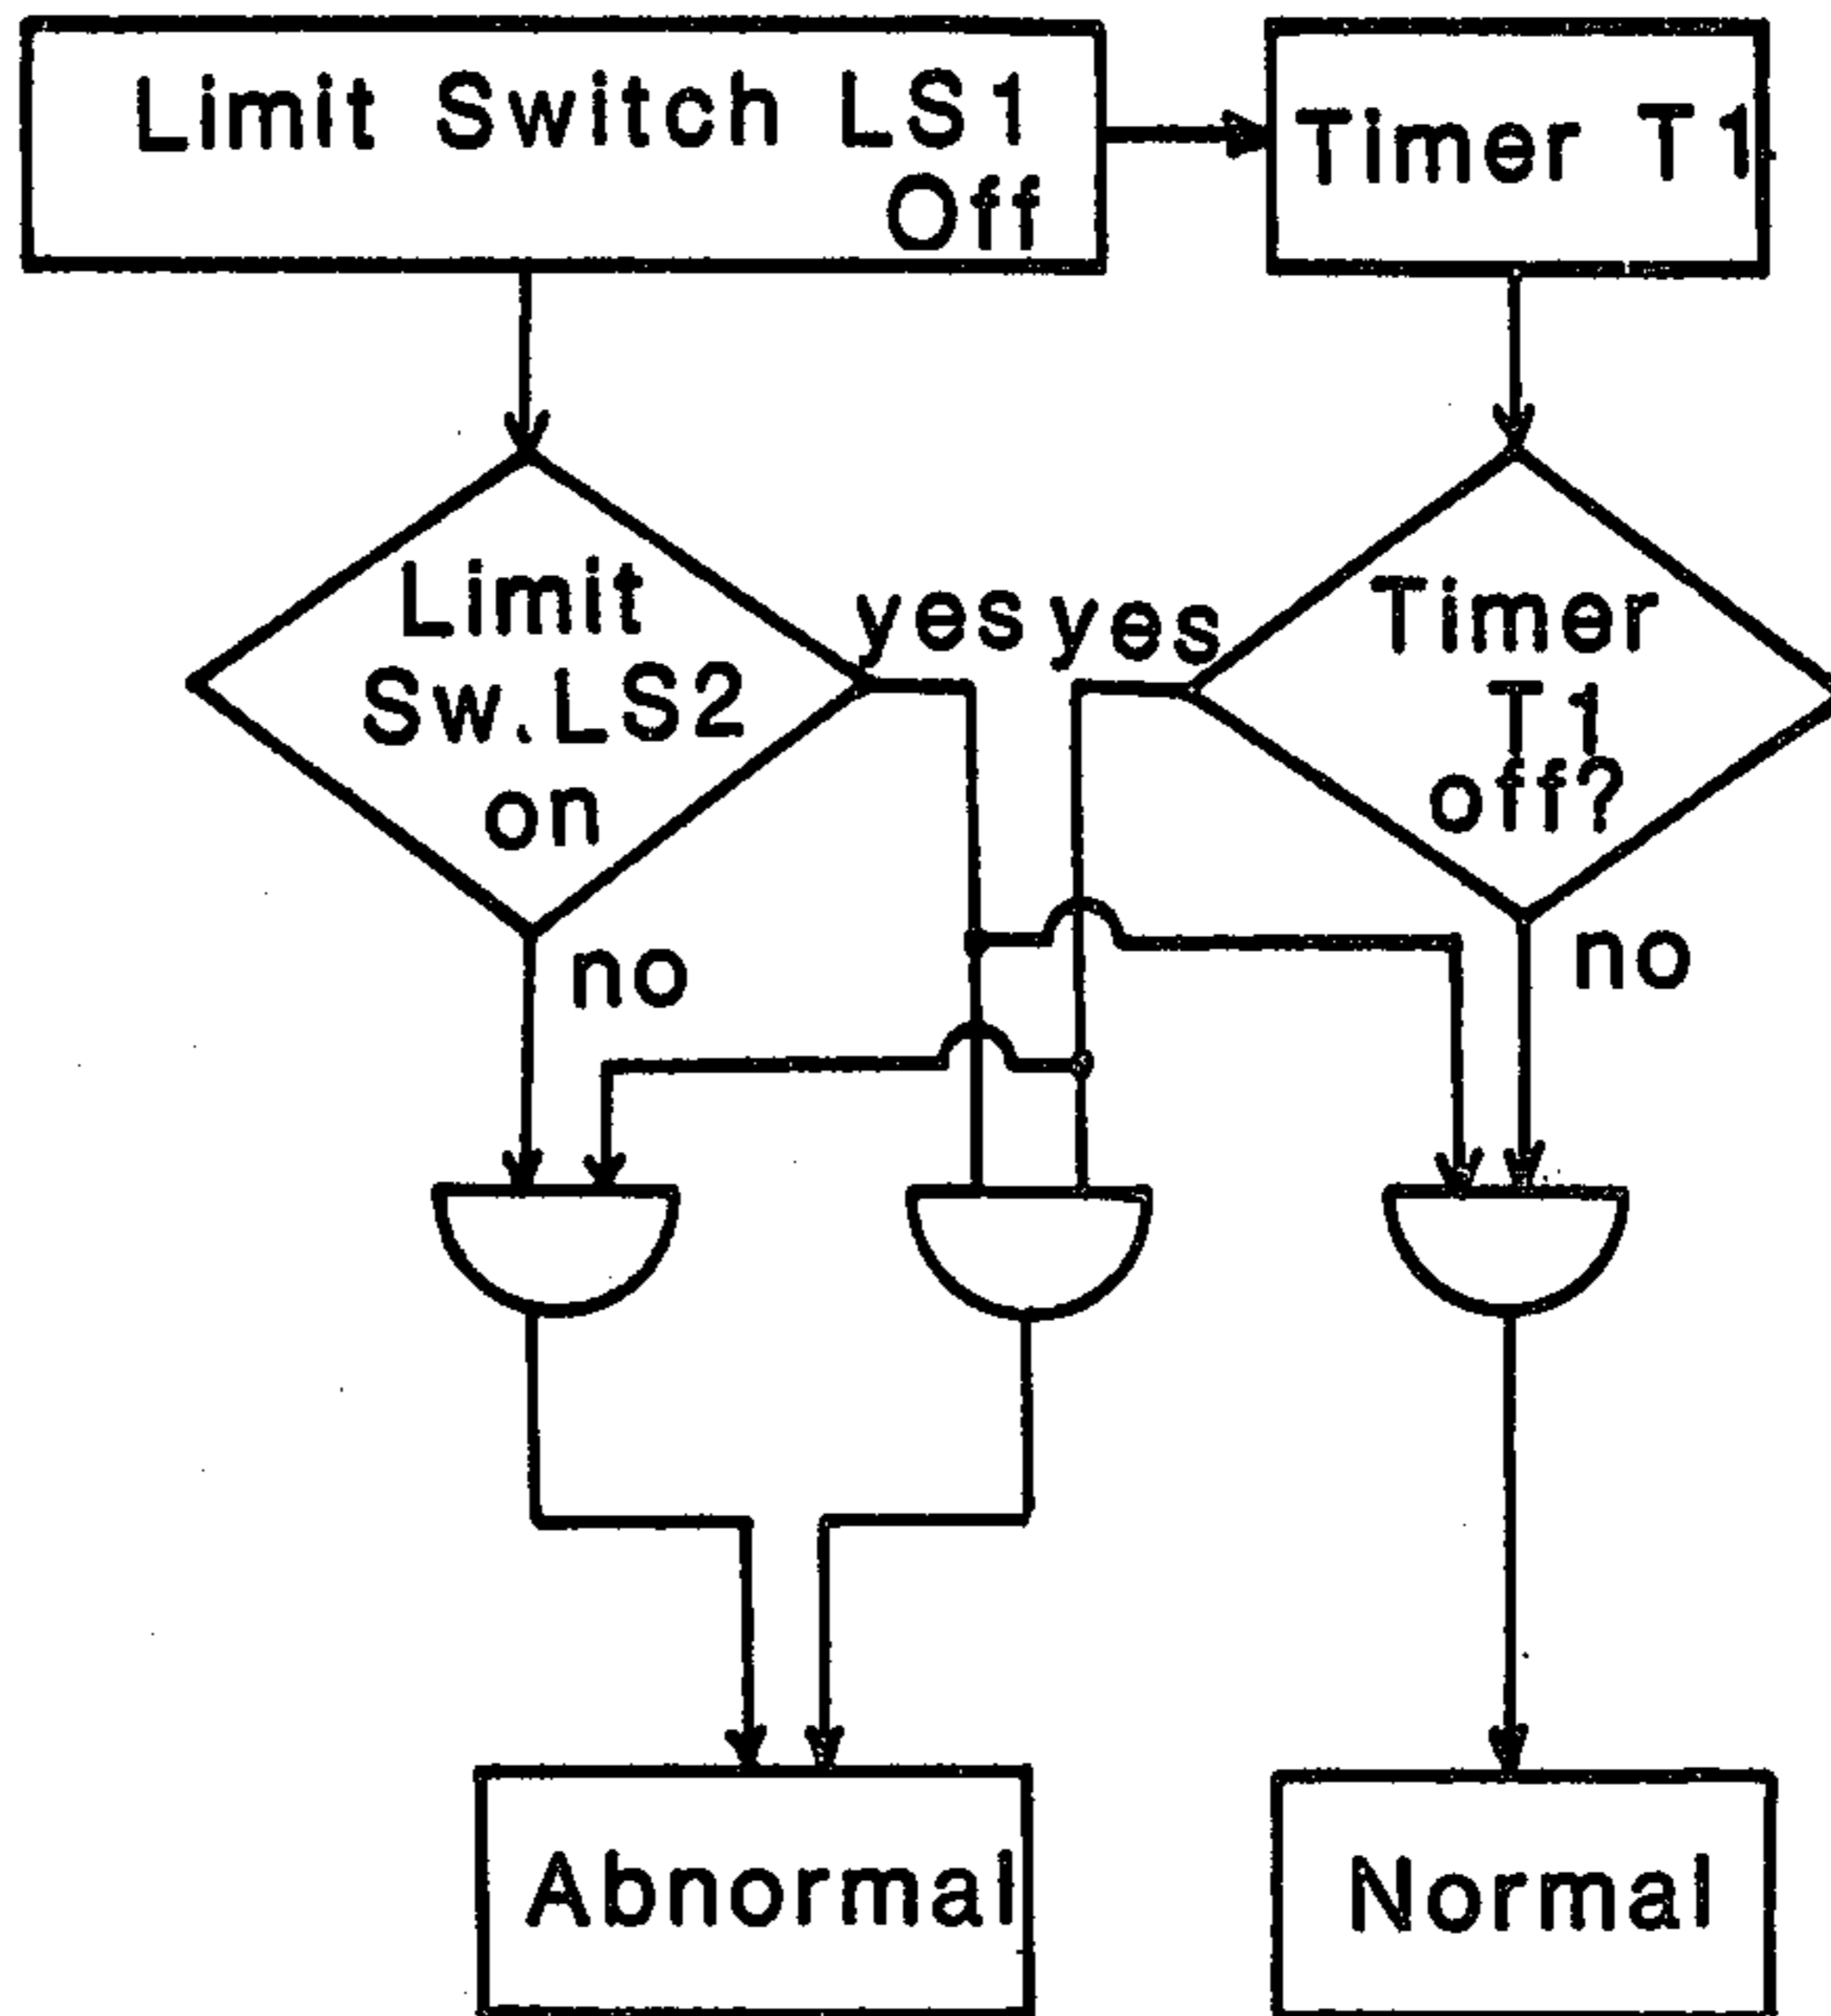 Limit Switch LS1
Off
Timer T1
Limit
Sw.LS2
on
yes
yes
Timer
T1
off?
no
no
Abnormal
Normal